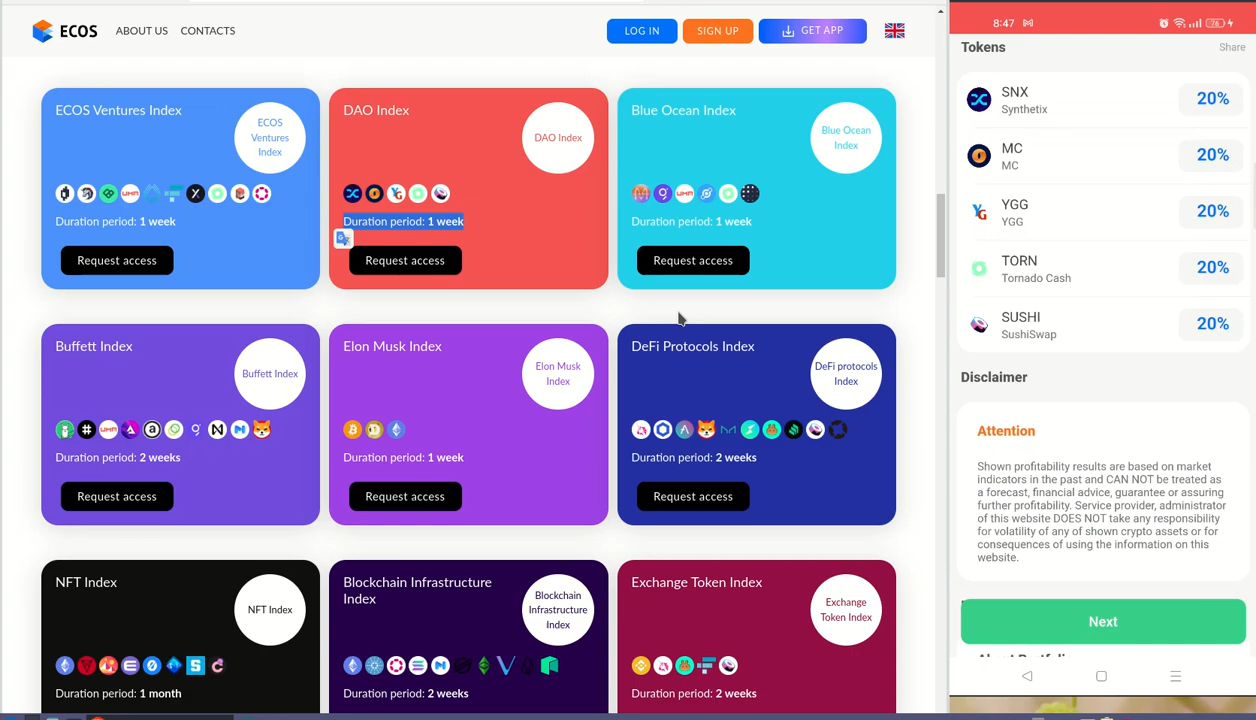 ECOS
ABOUT US
CONTACTS
LOG IN
SIGN UP
GET APP
ECOS Ventures Index
ECOS
Ventures
Index
Duration period: 1 week
Request access
DAO Index
DAO Index
Duration period: 1 week
Request access
Blue Ocean Index
Blue Ocean
Index
Duration period: 1 week
Request access
Buffett Index
Buffett Index
Duration period: 2 weeks
Request access
Elon Musk Index
Elon Musk
Index
Duration period: 1 week
Request access
DeFi Protocols Index
DeFi protocols
Index
Duration period: 2 weeks
Request access
NFT Index
NFT Index
Duration period: 1 month
Blockchain Infrastructure
Index
Blockchain
Infrastructure
Index
Duration period: 2 weeks
Exchange Token Index
Exchange
Token Index
Duration period: 2 weeks
8:47
Tokens
Share
SNX
Synthetix
20%
MC
MC
20%
YGG
YGG
20%
TORN
Tornado Cash
20%
SUSHI
SushiSwap
20%
Disclaimer
Attention
Shown profitability results are based on market
indicators in the past and CAN NOT be treated as
a forecast, financial advice, guarantee or assuring
further profitability. Service provider, administrator
of this website DOES NOT take any responsibility
for volatility of any of shown crypto assets or for
consequences of using the information on this
website.
Next